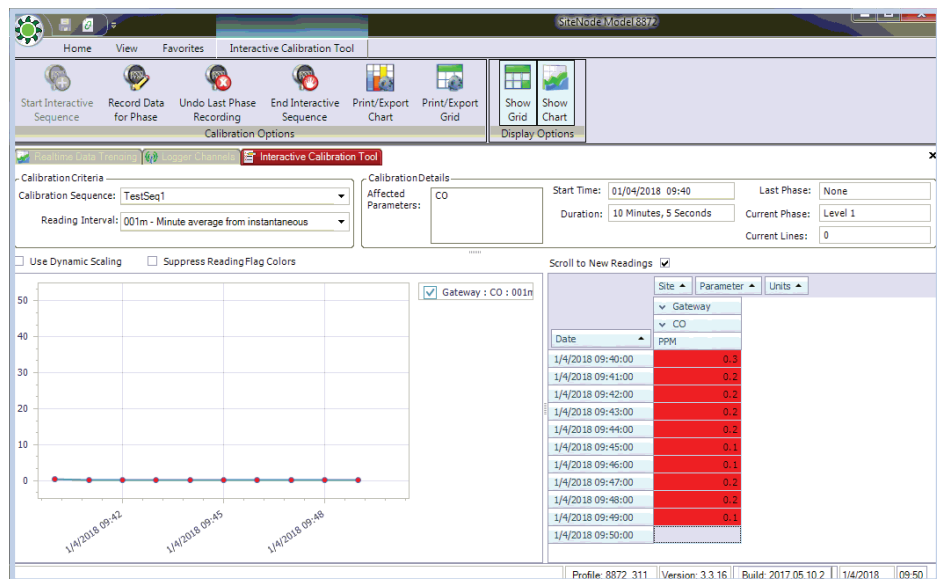 SiteNode Model 8872
Home View Favorites Interactive Calibration Tool
Start Interactive Sequence
Record Data for Phase
Undo Last Phase Recording
End Interactive Sequence
Print/Export Chart
Print/Export Grid
Show Grid
Show Chart
Calibration Options
Display Options
Realtime Data Trending
Logger Channels
Interactive Calibration Tool
Calibration Criteria
Calibration Sequence: TestSeq1
Reading Interval: 001m - Minute average from instantaneous
Calibration Details
Affected Parameters: CO
Start Time: 01/04/2018 09:40
Duration: 10 Minutes, 5 Seconds
Last Phase: None
Current Phase: Level 1
Current Lines: 0
Use Dynamic Scaling
Suppress Reading Flag Colors
Scroll to New Readings
50
40
30
20
10
0
1/4/2018 09:42
1/4/2018 09:45
1/4/2018 09:48
Gateway : CO : 001m
Site Parameter Units
Gateway
CO
Date PPM
1/4/2018 09:40:00 0.3
1/4/2018 09:41:00 0.2
1/4/2018 09:42:00 0.2
1/4/2018 09:43:00 0.2
1/4/2018 09:44:00 0.2
1/4/2018 09:45:00 0.1
1/4/2018 09:46:00 0.1
1/4/2018 09:47:00 0.2
1/4/2018 09:48:00 0.2
1/4/2018 09:49:00 0.1
1/4/2018 09:50:00
Profile: 8872_311 Version: 3.3.16 Build: 2017.05.10.2 1/4/2018 09:50